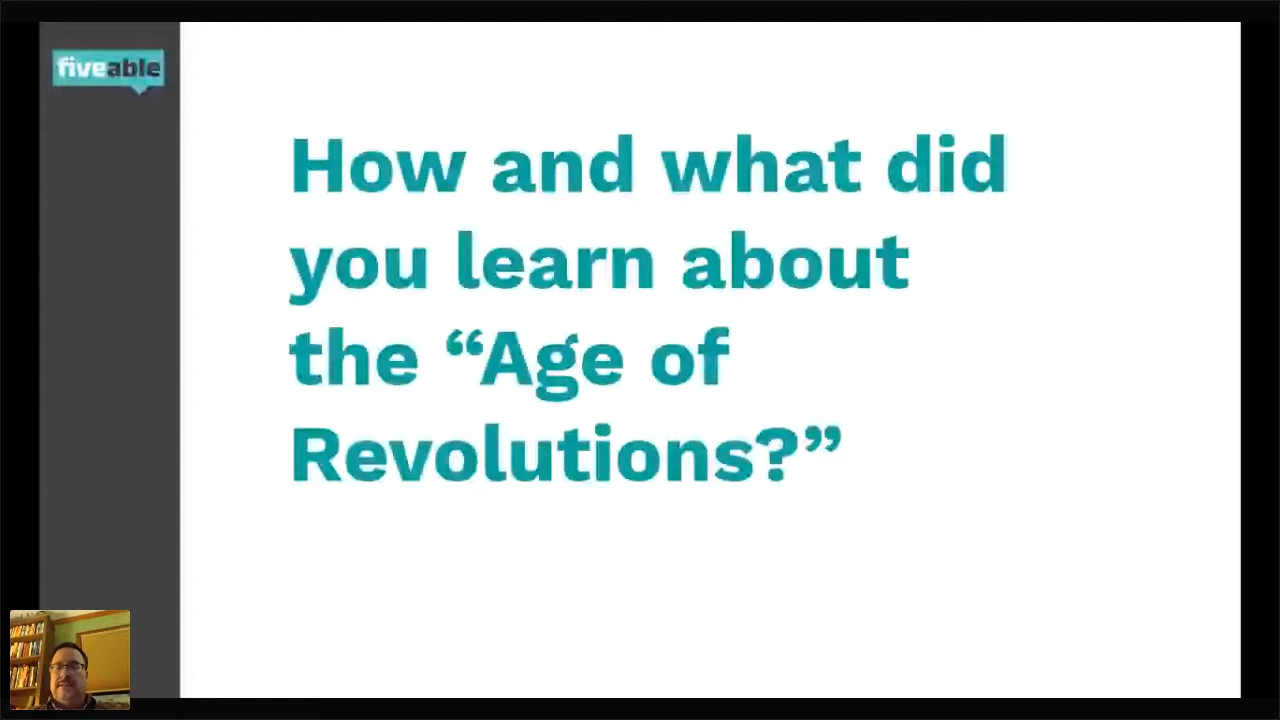 fiveable
How and what did
you learn about
the “Age of
Revolutions?”